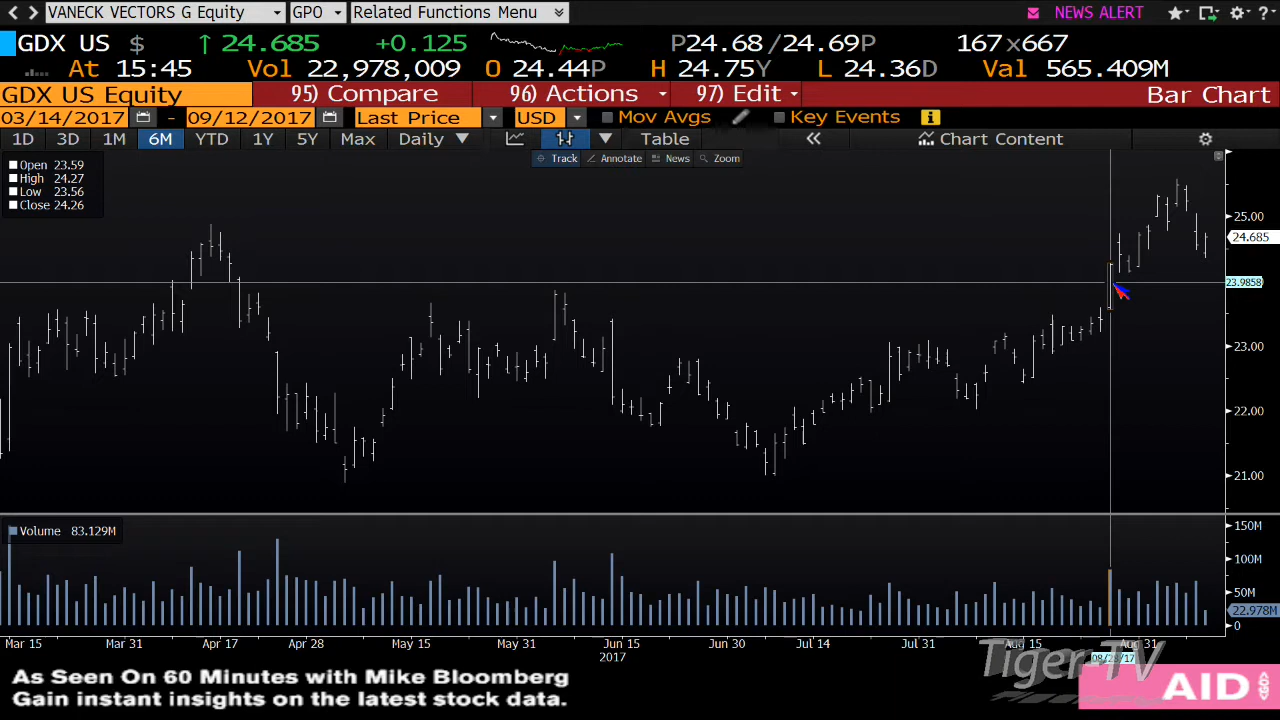 VANECK VECTORS G Equity GPO Related Functions Menu NEWS ALERT ?
GDX US $ ↑ 24.685 +0.125 P24.68 /24.69P 167x667
At 15:45 Vol 22,978,009 O 24.44P H 24.75Y L 24.36D Val 565.409M
GDX US Equity 95) Compare 96) Actions 97) Edit Bar Chart
03/14/2017 - 09/12/2017 Last Price USD Mov Avgs Key Events
1D 3D 1M 6M YTD 1Y 5Y Max Daily Table « Chart Content
Track Annotate News Zoom
Open 23.59
High 24.27
Low 23.56
Close 24.26
25.00
24.685
23.9858
23.00
22.00
21.00
Volume 83.129M
150M
100M
50M
22.978M
0
Mar 15 Mar 31 Apr 17 Apr 28 May 15 May 31 Jun 15 Jun 30 Jul 14 Jul 31 Aug 15 Aug 31
2017 08/28/17
Tiger TV
As Seen On 60 Minutes with Mike Bloomberg
Gain instant insights on the latest stock data.
AID